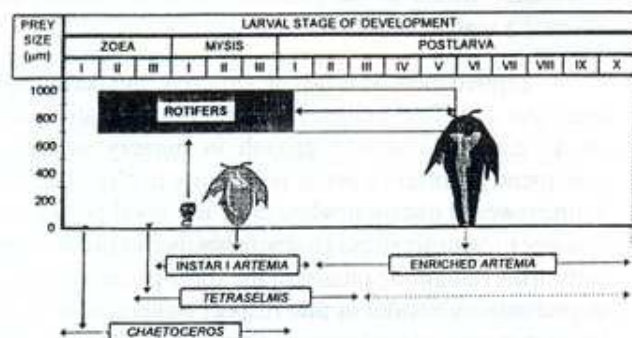 PREY SIZE (μm)
LARVAL STAGE OF DEVELOPMENT
ZOEA MYSIS POSTLARVA
I II III I II III I II III IV V VI VII VIII IX X
1000
800
600
400
200
0
ROTIFERS
INSTAR I ARTEMIA
ENRICHED ARTEMIA
TETRASELMIS
CHAETOCEROS